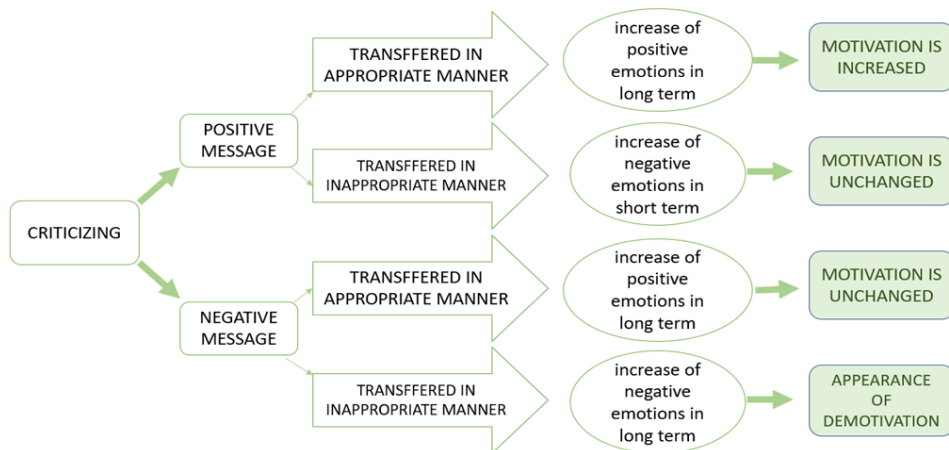 CRITICIZING
POSITIVE
MESSAGE
TRANSFFERED IN
APPROPRIATE MANNER
increase of
positive
emotions in
long term
MOTIVATION IS
INCREASED
TRANSFFERED IN
INAPPROPRIATE MANNER
increase of
negative
emotions in
short term
MOTIVATION IS
UNCHANGED
NEGATIVE
MESSAGE
TRANSFFERED IN
APPROPRIATE MANNER
increase of
positive
emotions in
long term
MOTIVATION IS
UNCHANGED
TRANSFFERED IN
INAPPROPRIATE MANNER
increase of
negative
emotions in
long term
APPEARANCE
OF
DEMOTIVATION